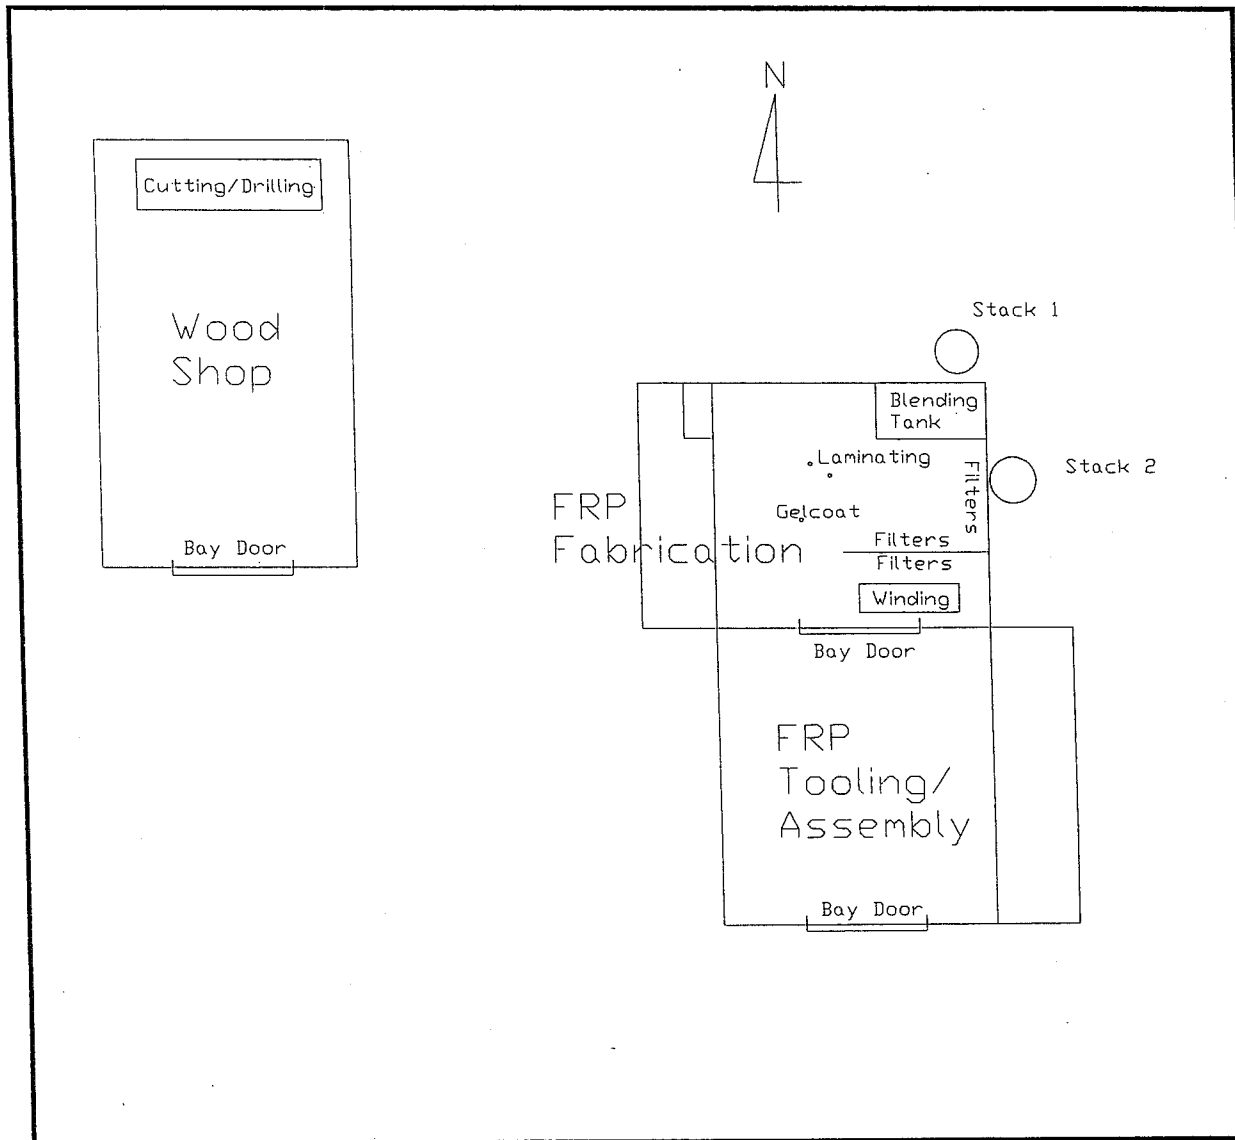 N
Cutting/Drilling
Wood
Shop
Bay Door
Stack 1
Blending
Tank
Laminating
Filters
Stack 2
Gelcoat
FRP
Fabrication
Filters
Filters
Winding
Bay Door
FRP
Tooling/
Assembly
Bay Door